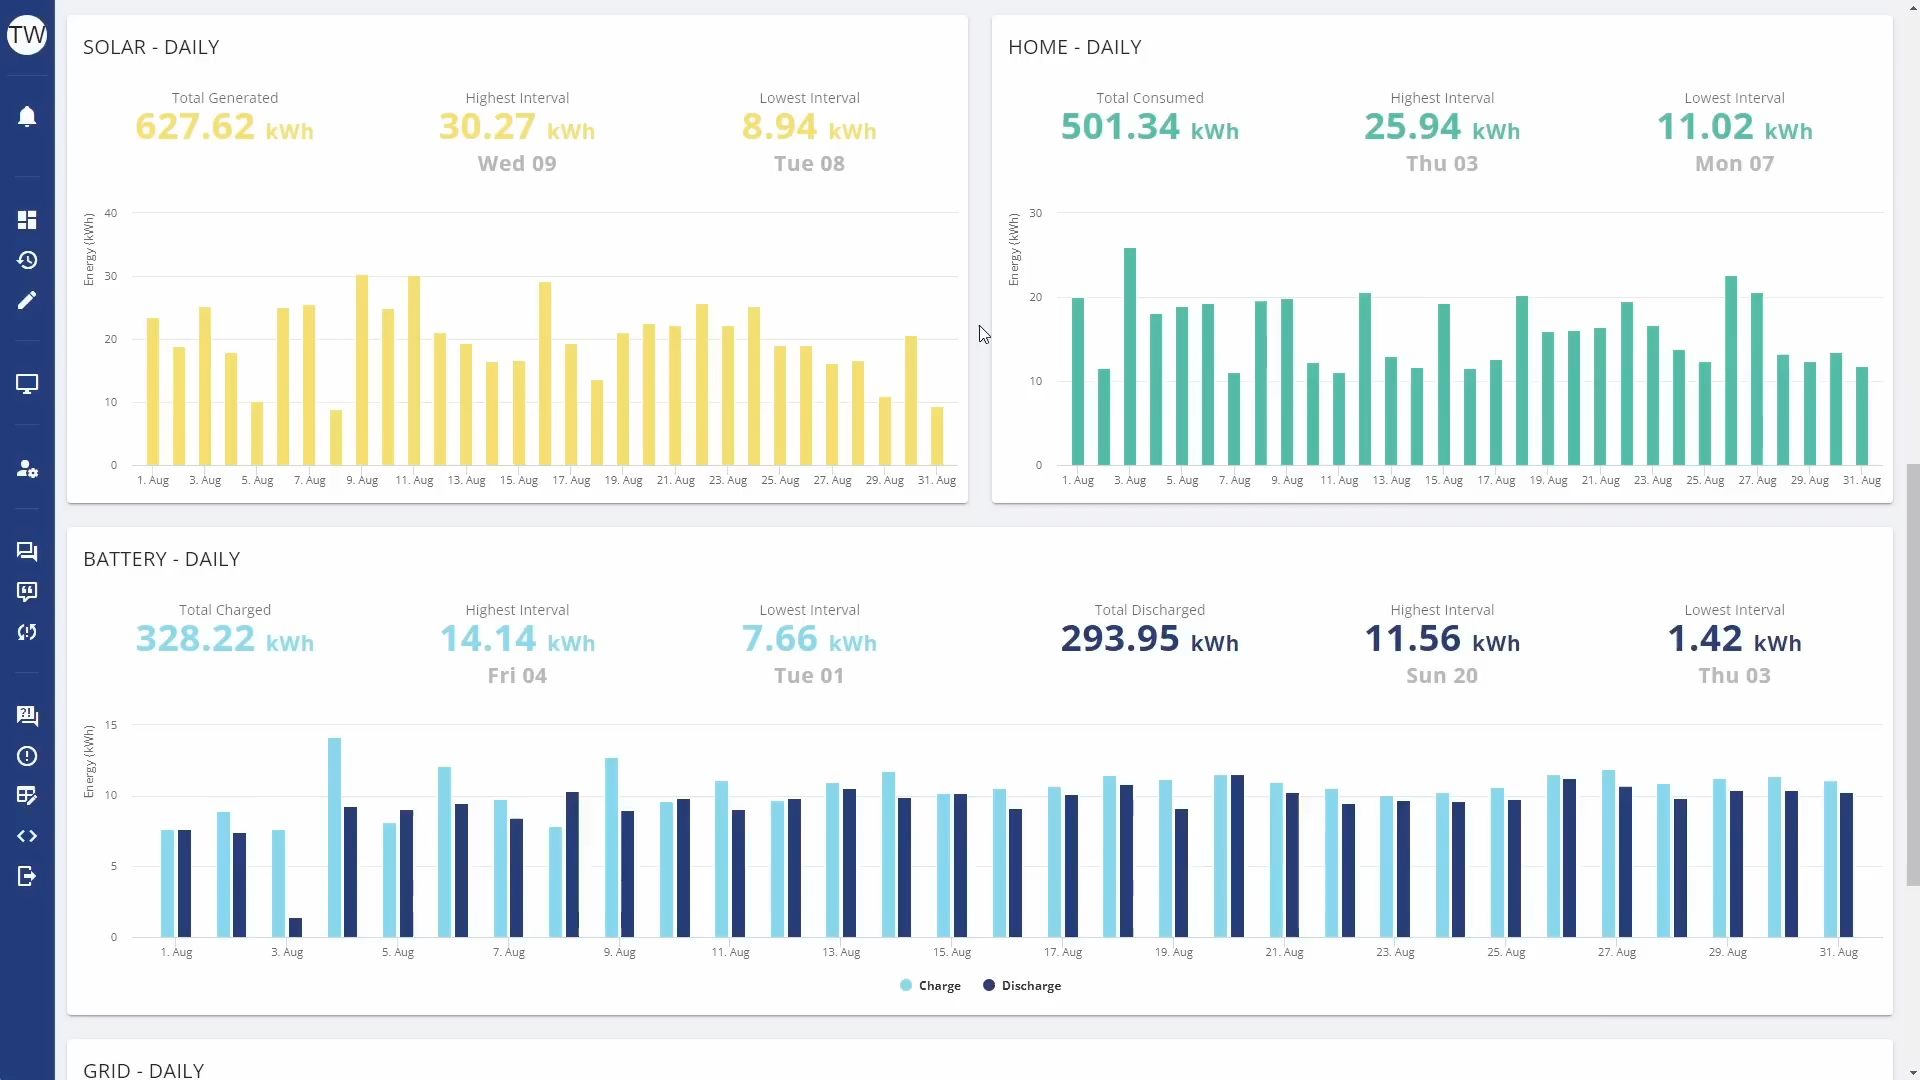 TW
SOLAR - DAILY
Total Generated
627.62 kWh
Highest Interval
30.27 kWh
Wed 09
Lowest Interval
8.94 kWh
Tue 08
Energy (kWh)
40
30
20
10
0
1. Aug 3. Aug 5. Aug 7. Aug 9. Aug 11. Aug 13. Aug 15. Aug 17. Aug 19. Aug 21. Aug 23. Aug 25. Aug 27. Aug 29. Aug 31. Aug
HOME - DAILY
Total Consumed
501.34 kWh
Highest Interval
25.94 kWh
Thu 03
Lowest Interval
11.02 kWh
Mon 07
Energy (kWh)
30
20
10
0
1. Aug 3. Aug 5. Aug 7. Aug 9. Aug 11. Aug 13. Aug 15. Aug 17. Aug 19. Aug 21. Aug 23. Aug 25. Aug 27. Aug 29. Aug 31. Aug
BATTERY - DAILY
Total Charged
328.22 kWh
Highest Interval
14.14 kWh
Fri 04
Lowest Interval
7.66 kWh
Tue 01
Total Discharged
293.95 kWh
Highest Interval
11.56 kWh
Sun 20
Lowest Interval
1.42 kWh
Thu 03
Energy (kWh)
15
10
5
0
1. Aug 3. Aug 5. Aug 7. Aug 9. Aug 11. Aug 13. Aug 15. Aug 17. Aug 19. Aug 21. Aug 23. Aug 25. Aug 27. Aug 29. Aug 31. Aug
Charge Discharge
GRID - DAILY